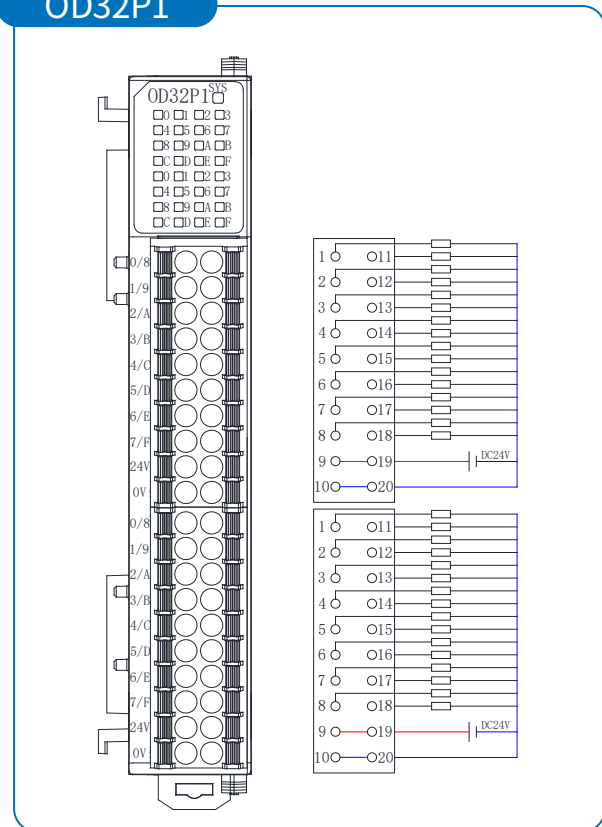 OD32P1
OD32P1 SYS
0 1 2 3
4 5 6 7
8 9 A B
C D E F
0 1 2 3
4 5 6 7
8 9 A B
C D E F
0/8
1/9
2/A
3/B
4/C
5/D
6/E
7/F
24V
0V
0/8
1/9
2/A
3/B
4/C
5/D
6/E
7/F
24V
0V
1 11
2 12
3 13
4 14
5 15
6 16
7 17
8 18
9 19 DC24V
10 20
1 11
2 12
3 13
4 14
5 15
6 16
7 17
8 18
9 19 DC24V
10 20